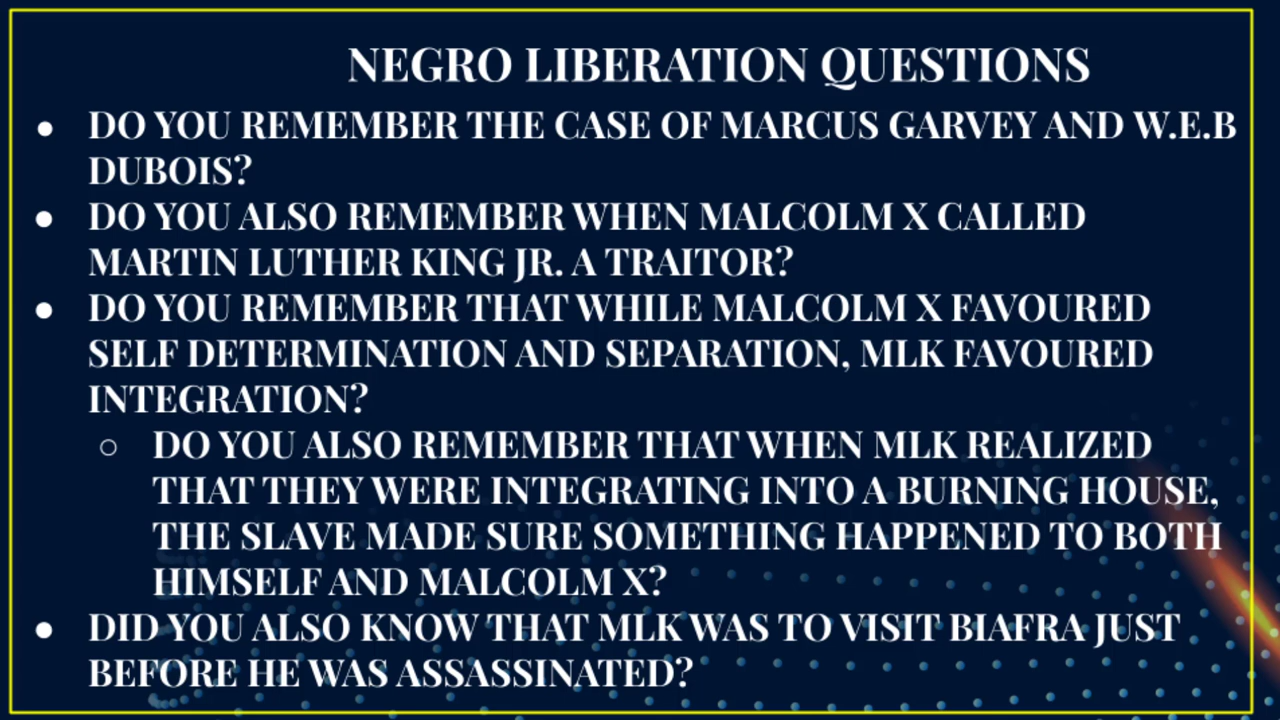 NEGRO LIBERATION QUESTIONS
● DO YOU REMEMBER THE CASE OF MARCUS GARVEY AND W.E.B
DUBOIS?
● DO YOU ALSO REMEMBER WHEN MALCOLM X CALLED
MARTIN LUTHER KING JR. A TRAITOR?
● DO YOU REMEMBER THAT WHILE MALCOLM X FAVOURED
SELF DETERMINATION AND SEPARATION, MLK FAVOURED
INTEGRATION?
○ DO YOU ALSO REMEMBER THAT WHEN MLK REALIZED
THAT THEY WERE INTEGRATING INTO A BURNING HOUSE,
THE SLAVE MADE SURE SOMETHING HAPPENED TO BOTH
HIMSELF AND MALCOLM X?
● DID YOU ALSO KNOW THAT MLK WAS TO VISIT BIAFRA JUST
BEFORE HE WAS ASSASSINATED?